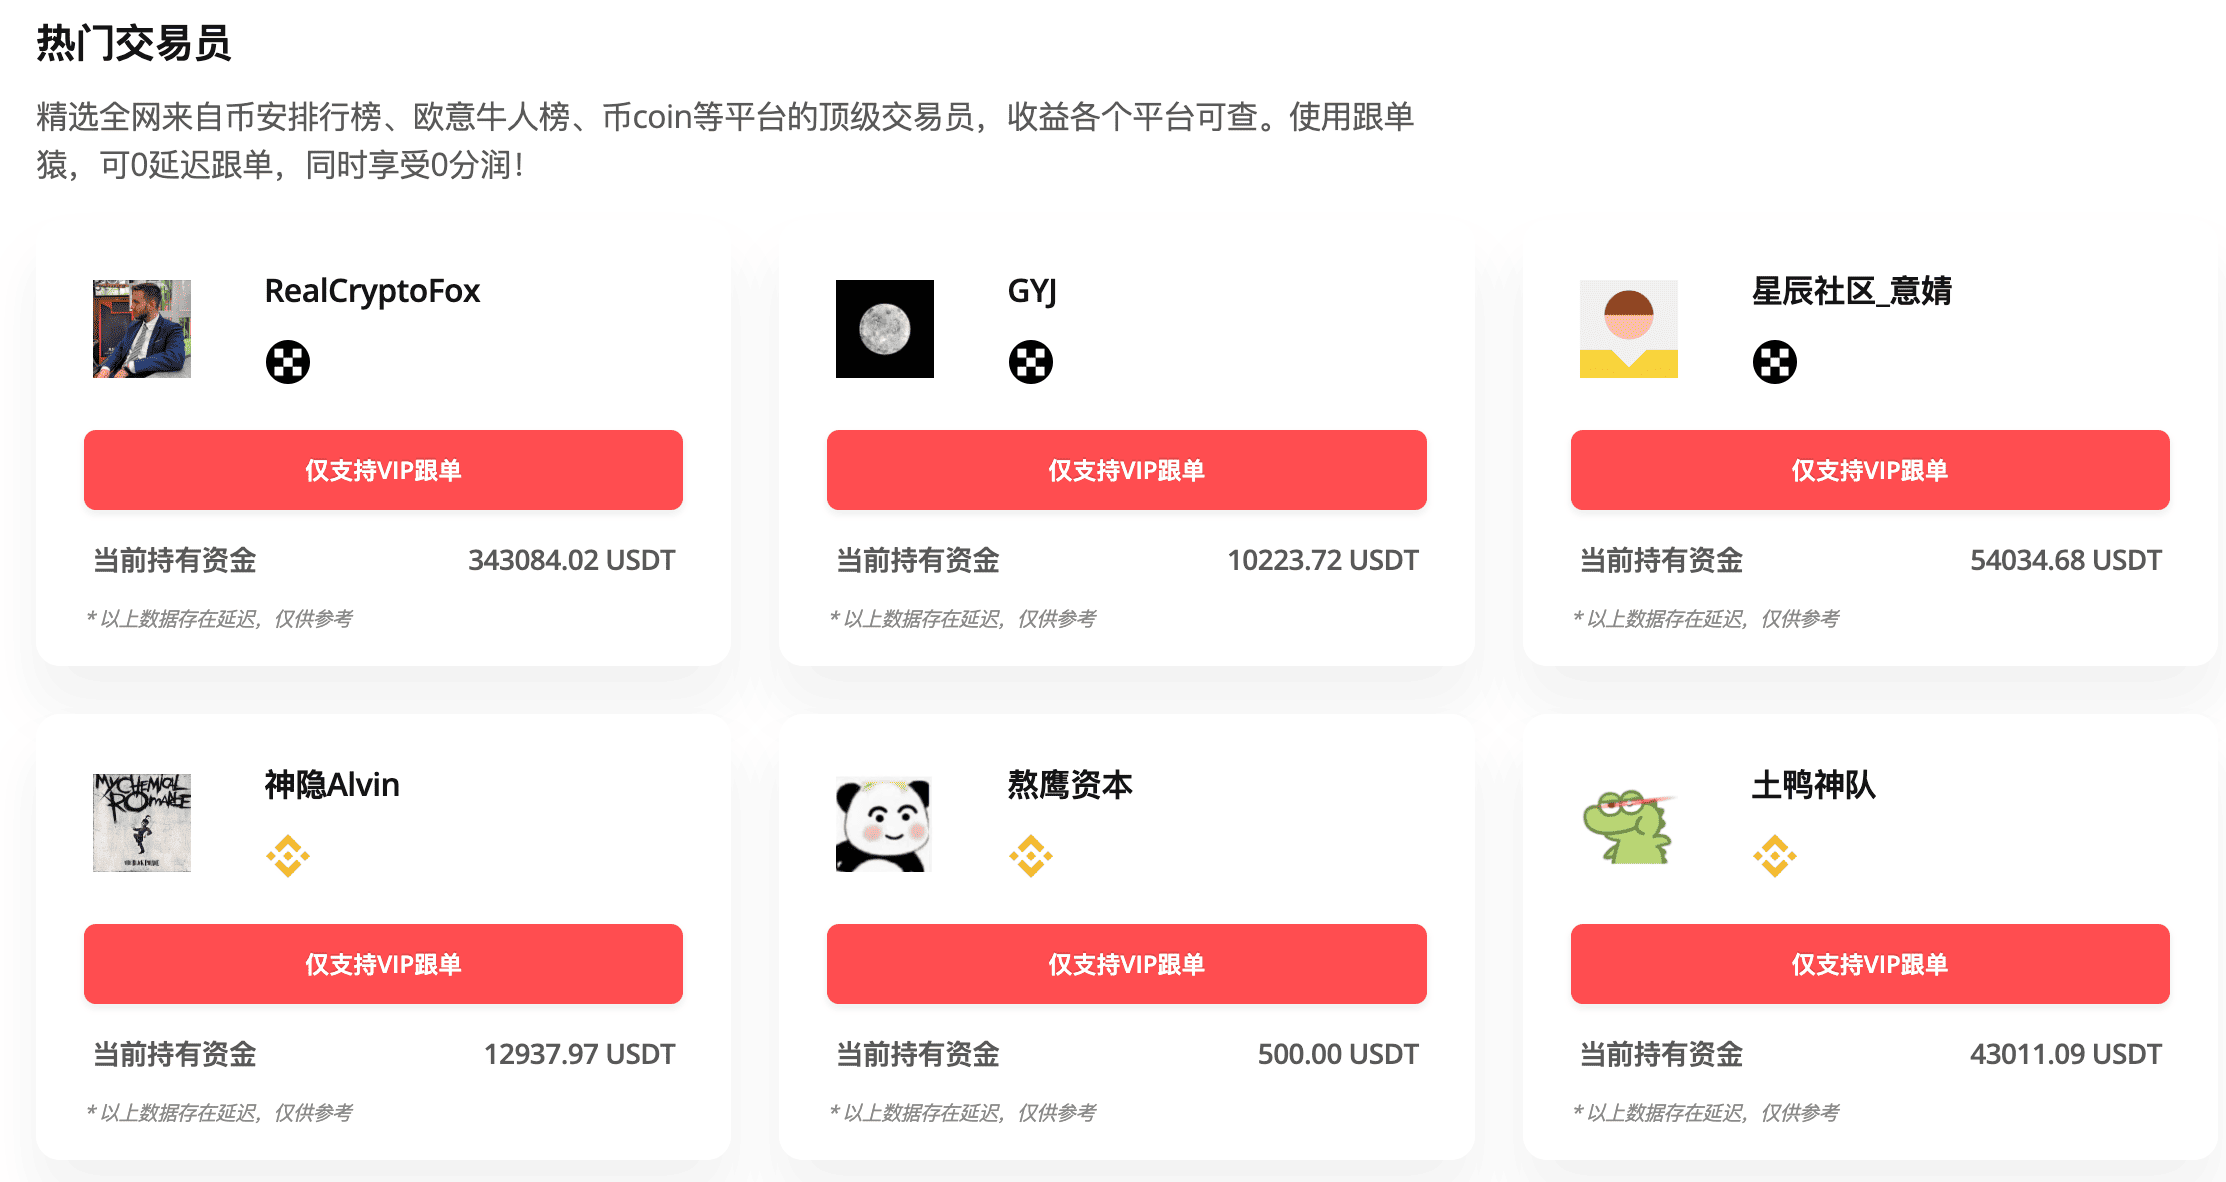 热门交易员
精选全网来自币安排行榜、欧意牛人榜、币coin等平台的顶级交易员，收益各个平台可查。使用跟单
猿，可0延迟跟单，同时享受0分润！
RealCryptoFox
仅支持VIP跟单
当前持有资金 343084.02 USDT
* 以上数据存在延迟，仅供参考
GYJ
仅支持VIP跟单
当前持有资金 10223.72 USDT
* 以上数据存在延迟，仅供参考
星辰社区_意婧
仅支持VIP跟单
当前持有资金 54034.68 USDT
* 以上数据存在延迟，仅供参考
MY CHEMICAL
ROMANCE
神隐Alvin
仅支持VIP跟单
当前持有资金 12937.97 USDT
* 以上数据存在延迟，仅供参考
熬鹰资本
仅支持VIP跟单
当前持有资金 500.00 USDT
* 以上数据存在延迟，仅供参考
土鸭神队
仅支持VIP跟单
当前持有资金 43011.09 USDT
* 以上数据存在延迟，仅供参考